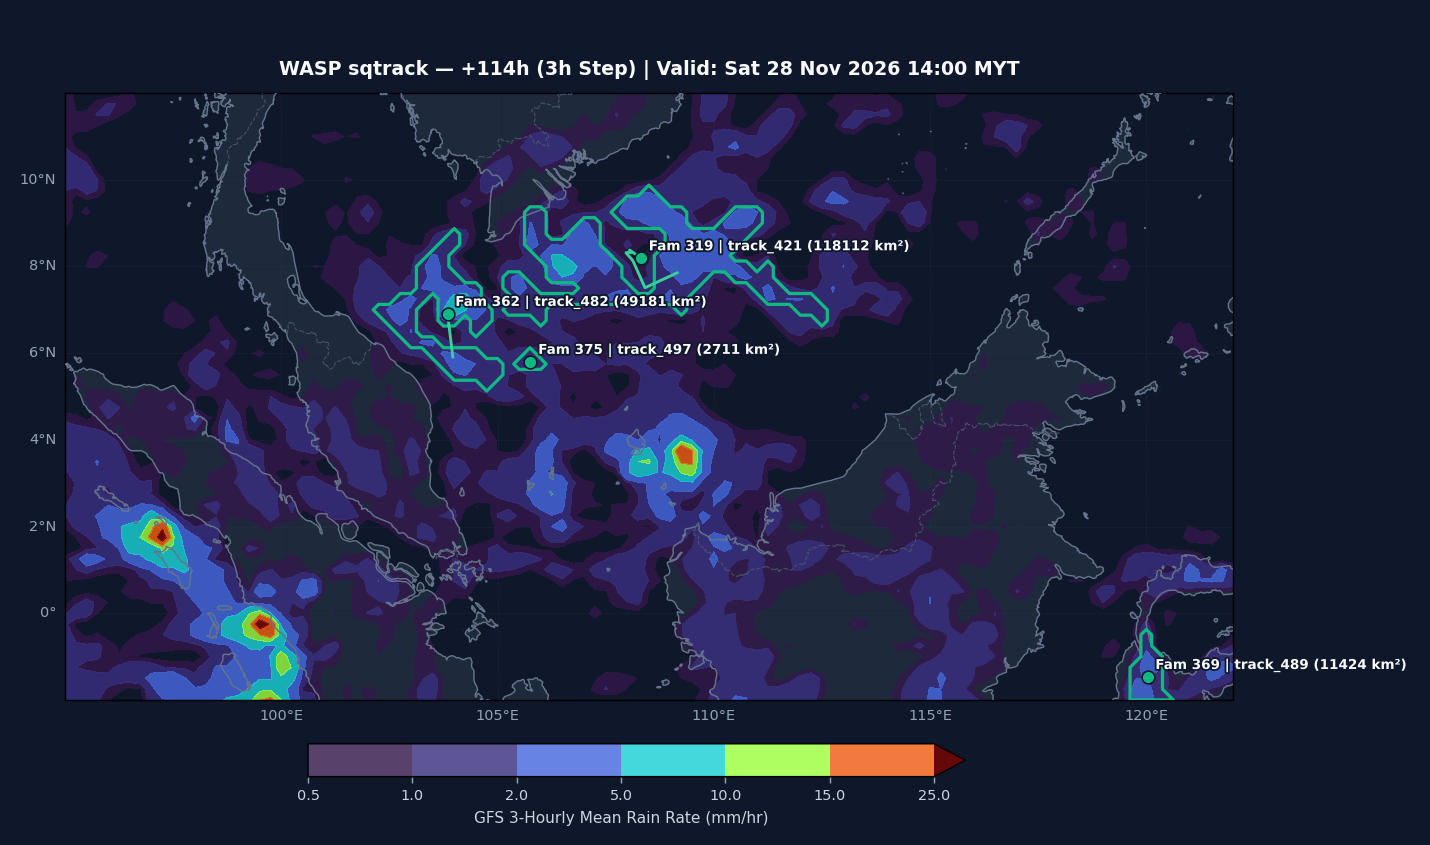 WASP sqtrack — +114h (3h Step) | Valid: Sat 28 Nov 2026 14:00 MYT
10°N
8°N
6°N
4°N
2°N
0°
Fam 319 | track_421 (118112 km²)
Fam 362 | track_482 (49181 km²)
Fam 375 | track_497 (2711 km²)
Fam 369 | track_489 (11424 km²)
100°E 105°E 110°E 115°E 120°E
0.5 1.0 2.0 5.0 10.0 15.0 25.0
GFS 3-Hourly Mean Rain Rate (mm/hr)